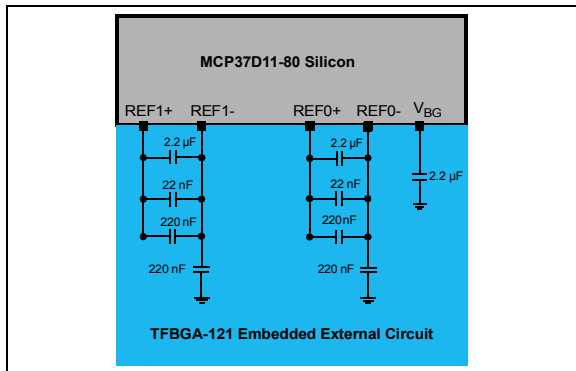 MCP37D11-80 Silicon
REF1+ REF1- REF0+ REF0- VBG
2.2 µF 2.2 µF 2.2 µF
22 nF 22 nF
220 nF 220 nF
220 nF 220 nF
TFBGA-121 Embedded External Circuit